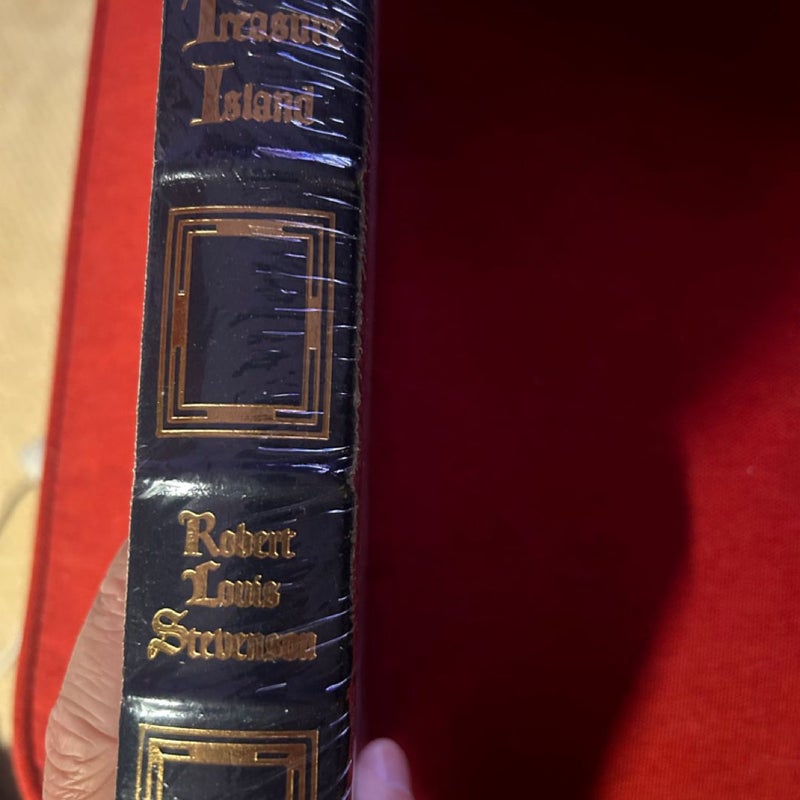 Treasure
Island
Robert
Louis
Stevenson